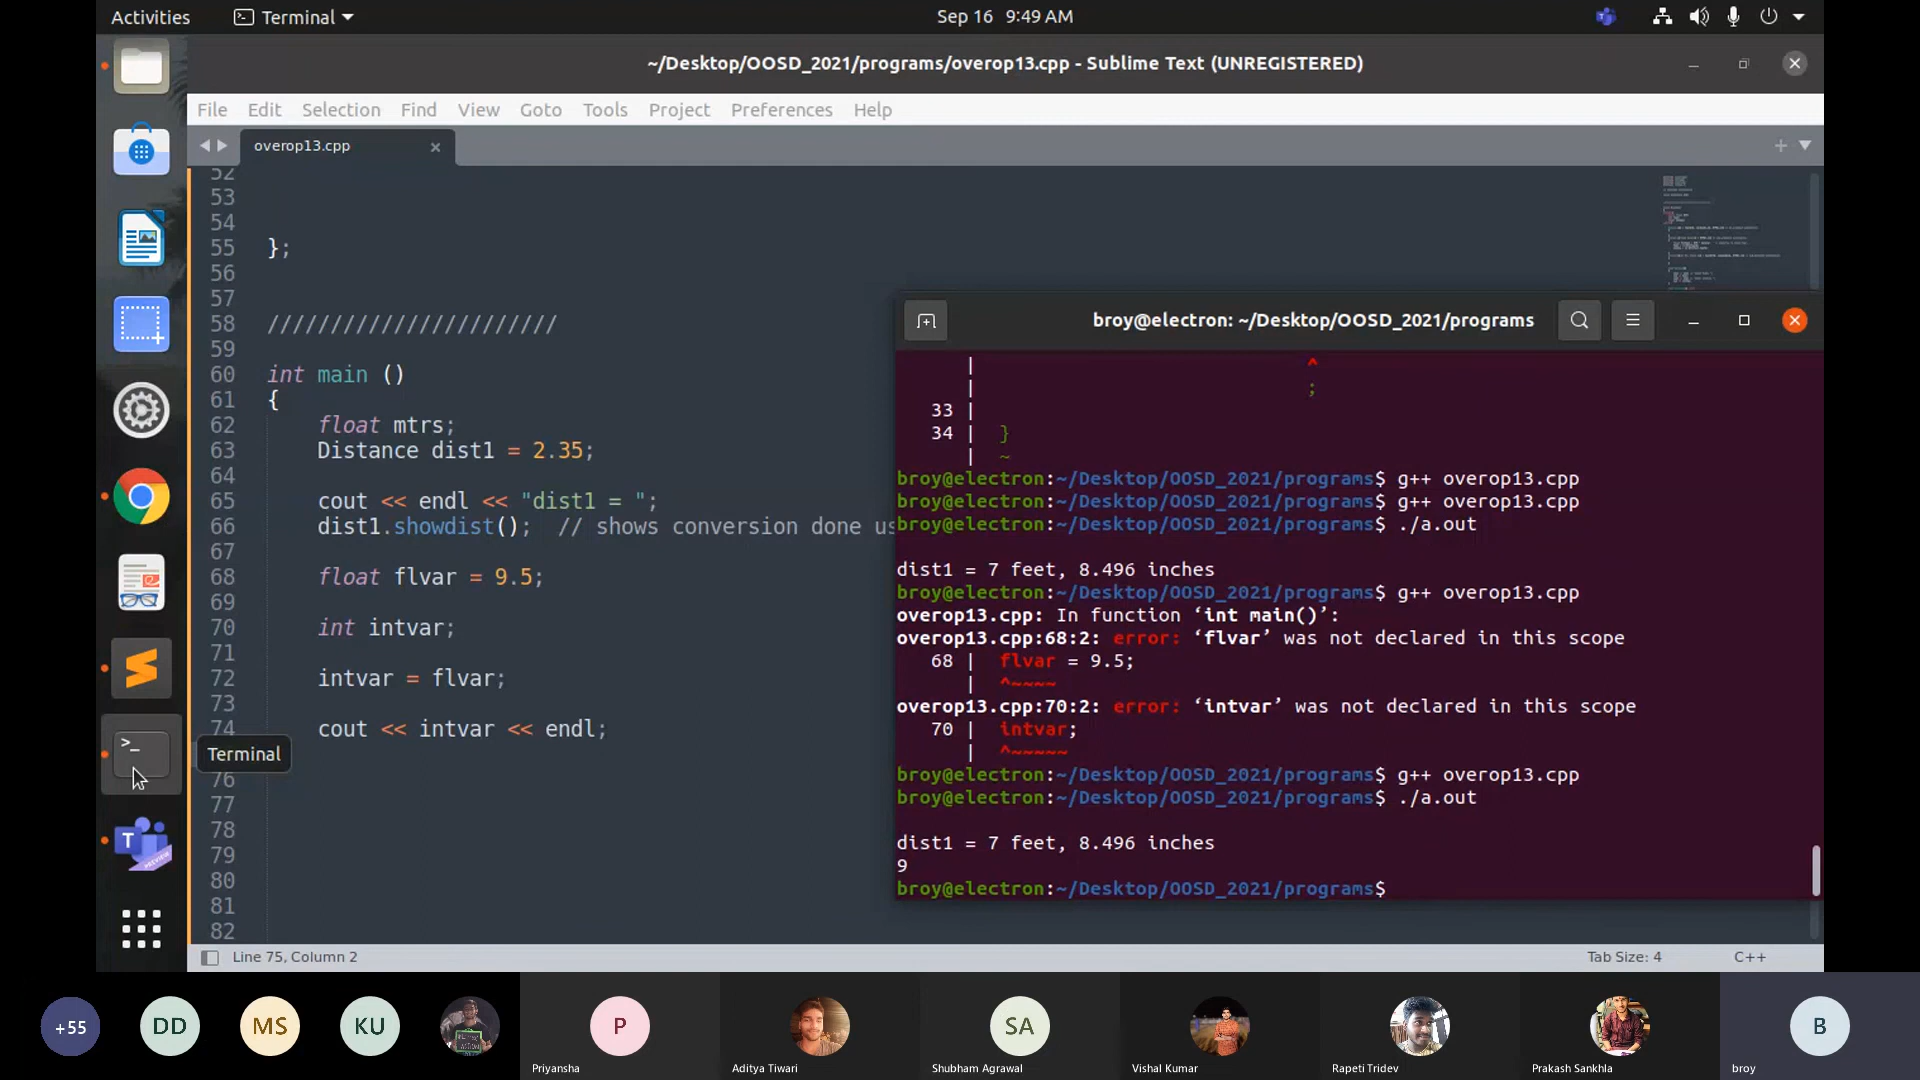 Activities
Terminal
Sep 16 9:49 AM
~/Desktop/OOSD_2021/programs/overop13.cpp - Sublime Text (UNREGISTERED)
File Edit Selection Find View Goto Tools Project Preferences Help
overop13.cpp
52
53
54
55 };
56
57
58 ///////////////////////
59
60 int main ()
61 {
62 float mtrs;
63 Distance dist1 = 2.35;
64
65 cout << endl << "dist1 = ";
66 dist1.showdist(); // shows conversion done us
67
68 float flvar = 9.5;
69
70 int intvar;
71
72 intvar = flvar;
73
74 cout << intvar << endl;
Terminal
76
77
78
79
80
81
82
broy@electron: ~/Desktop/OOSD_2021/programs
| ^
| ;
33 |
34 | }
| ~
broy@electron:~/Desktop/OOSD_2021/programs$ g++ overop13.cpp
broy@electron:~/Desktop/OOSD_2021/programs$ g++ overop13.cpp
broy@electron:~/Desktop/OOSD_2021/programs$ ./a.out
dist1 = 7 feet, 8.496 inches
broy@electron:~/Desktop/OOSD_2021/programs$ g++ overop13.cpp
overop13.cpp: In function ‘int main()’:
overop13.cpp:68:2: error: ‘flvar’ was not declared in this scope
68 | flvar = 9.5;
| ^~~~~
overop13.cpp:70:2: error: ‘intvar’ was not declared in this scope
70 | intvar;
| ^~~~~~
broy@electron:~/Desktop/OOSD_2021/programs$ g++ overop13.cpp
broy@electron:~/Desktop/OOSD_2021/programs$ ./a.out
dist1 = 7 feet, 8.496 inches
9
broy@electron:~/Desktop/OOSD_2021/programs$
Line 75, Column 2
Tab Size: 4
C++
+55
DD
MS
KU
P
SA
B
Priyansha
Aditya Tiwari
Shubham Agrawal
Vishal Kumar
Rapeti Tridev
Prakash Sankhla
broy